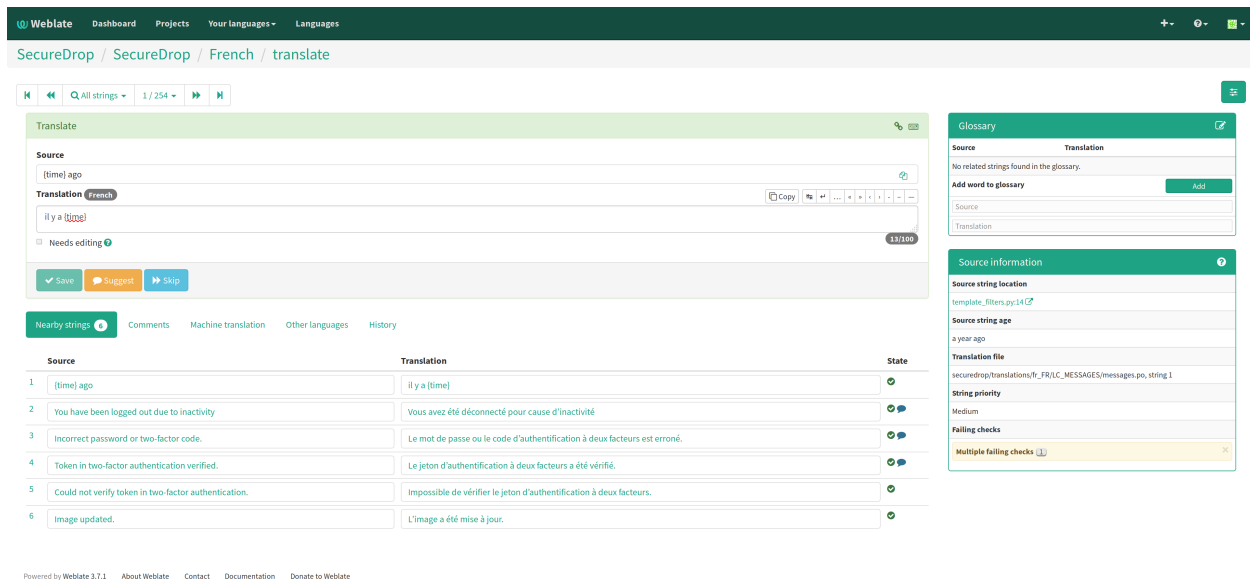 Weblate Dashboard Projects Your languages Languages
SecureDrop / SecureDrop / French / translate
All strings 1 / 254
Translate
Source
{time} ago
Translation French
Copy
il y a {time}
Needs editing
13/100
Save Suggest Skip
Nearby strings 6 Comments Machine translation Other languages History
Source Translation State
1 {time} ago il y a {time}
2 You have been logged out due to inactivity Vous avez été déconnecté pour cause d’inactivité
3 Incorrect password or two-factor code. Le mot de passe ou le code d’authentification à deux facteurs est erroné.
4 Token in two-factor authentication verified. Le jeton d’authentification à deux facteurs a été vérifié.
5 Could not verify token in two-factor authentication. Impossible de vérifier le jeton d’authentification à deux facteurs.
6 Image updated. L’image a été mise à jour.
Glossary
Source Translation
No related strings found in the glossary.
Add word to glossary Add
Source
Translation
Source information
Source string location
template_filters.py:14
Source string age
a year ago
Translation file
securedrop/translations/fr_FR/LC_MESSAGES/messages.po, string 1
String priority
Medium
Failing checks
Multiple failing checks 1
Powered by Weblate 3.7.1 About Weblate Contact Documentation Donate to Weblate